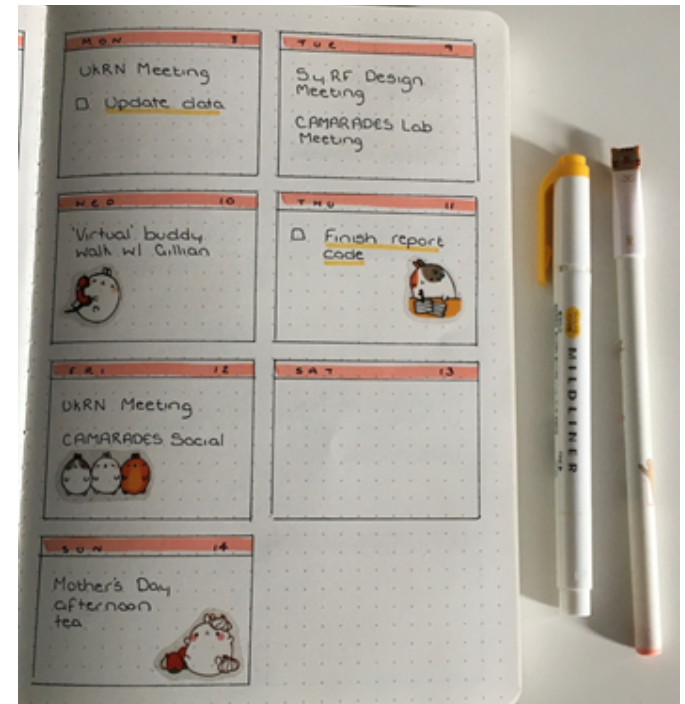 MON 8
UKRN Meeting
Update data
TUE 9
SyRF Design
Meeting
CAMARADES Lab
Meeting
WED 10
'Virtual' buddy
walk w/ Gillian
THU 11
Finish report
code
FRI 12
UKRN Meeting
CAMARADES Social
SAT 13
SUN 14
Mother's Day
afternoon
tea
MILDLINER